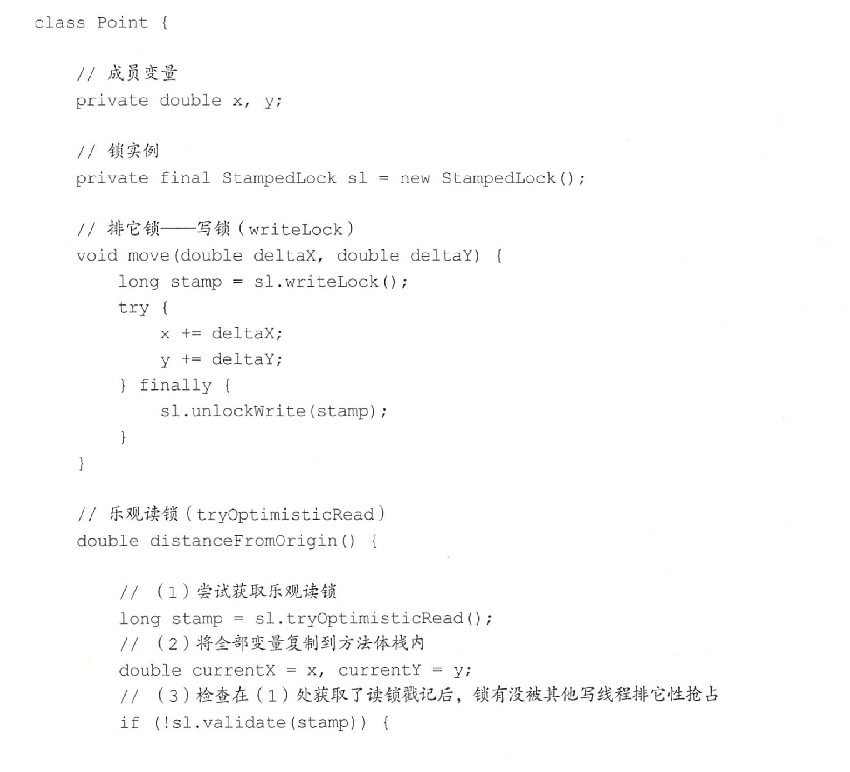 class Point {
// 成员变量
private double x, y;
// 锁实例
private final StampedLock sl = new StampedLock();
// 排它锁——写锁（writeLock）
void move(double deltaX, double deltaY) {
long stamp = sl.writeLock();
try {
x += deltaX;
y += deltaY;
} finally {
sl.unlockWrite(stamp);
}
}
// 乐观读锁（tryOptimisticRead）
double distanceFromOrigin() {
// （1）尝试获取乐观读锁
long stamp = sl.tryOptimisticRead();
// （2）将全部变量复制到方法体栈内
double currentX = x, currentY = y;
// （3）检查在（1）处获取了读锁戳记后，锁有没被其他写线程排它性抢占
if (!sl.validate(stamp)) {